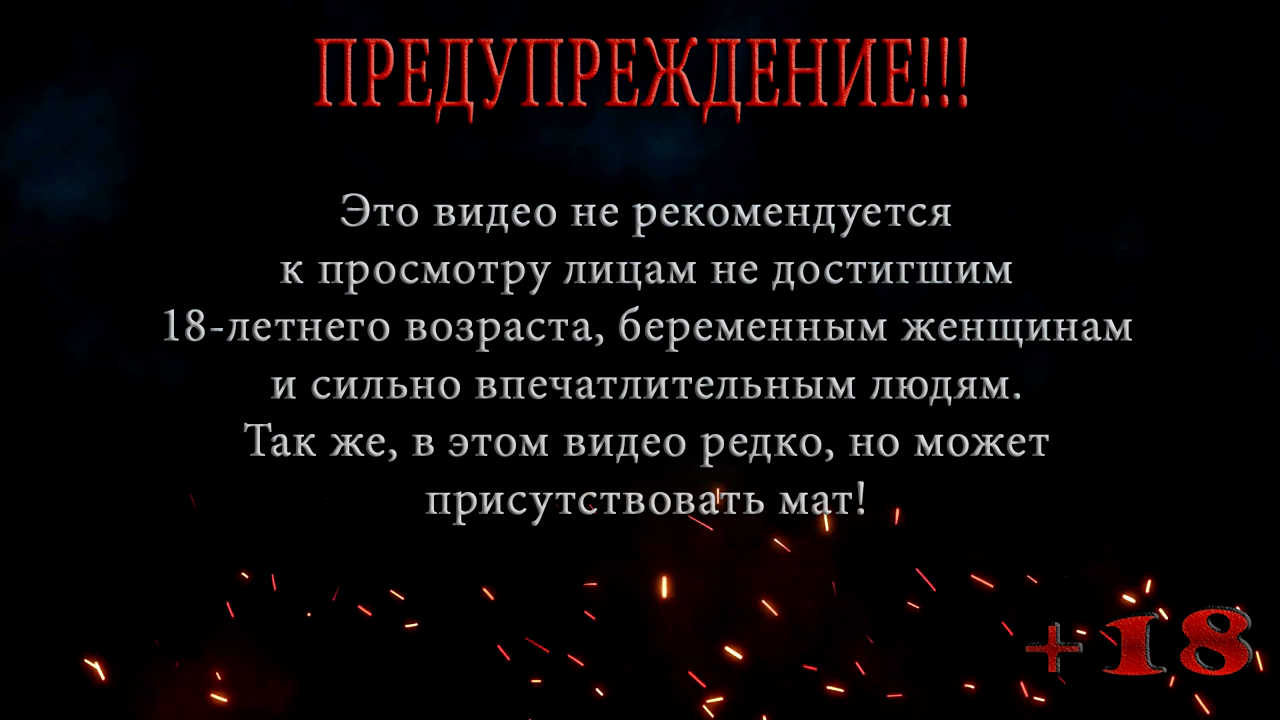 ПРЕДУПРЕЖДЕНИЕ!!!
Это видео не рекомендуется
к просмотру лицам не достигшим
18-летнего возраста, беременным женщинам
и сильно впечатлительным людям.
Так же, в этом видео редко, но может
присутствовать мат!
+18